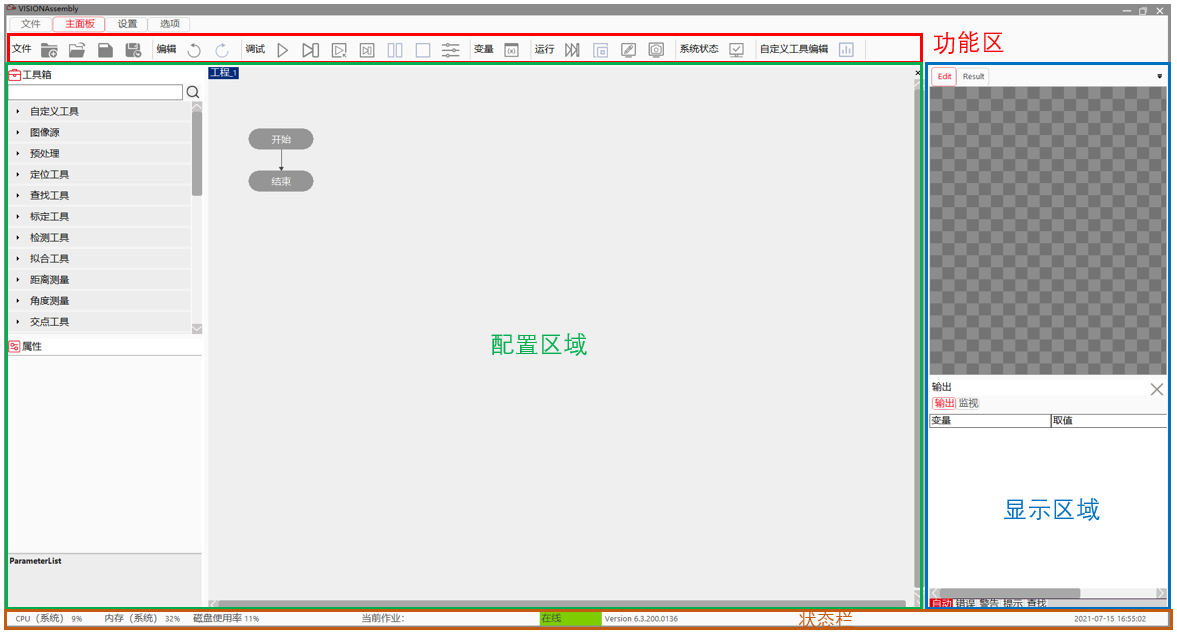 VISIONAssembly
文件 主面板 设置 选项
文件 编辑 调试 变量 (x) 运行 系统状态 自定义工具编辑
功能区
工具箱
自定义工具
图像源
预处理
定位工具
查找工具
标定工具
检测工具
拟合工具
距离测量
角度测量
交点工具
属性
ParameterList
工程_1
开始
结束
配置区域
Edit Result
输出
输出 监视
变量 取值
显示区域
自动 错误 警告 提示 查找
CPU（系统） 9% 内存（系统） 32% 磁盘使用率 11% 当前作业： 在线 Version 6.3.200.0136 状态栏 2021-07-15 16:55:02